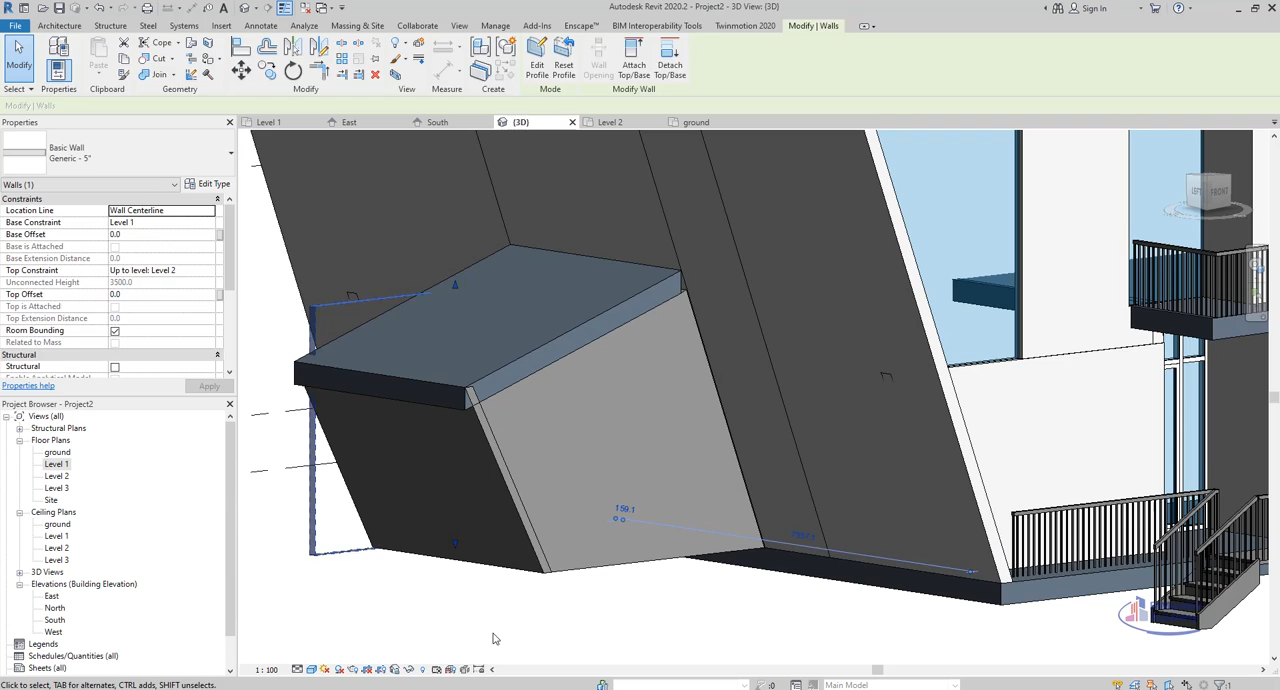 Autodesk Revit 2020.2 - Project2 - 3D View: {3D}
Sign In
File Architecture Structure Steel Systems Insert Annotate Analyze Massing & Site Collaborate View Manage Add-Ins Enscape™ BIM Interoperability Tools Twinmotion 2020 Modify | Walls
Modify Properties Paste Cope Cut Join Edit Profile Reset Profile Wall Opening Attach Top/Base Detach Top/Base
Select Properties Clipboard Geometry Modify View Measure Create Mode Modify Wall
Modify | Walls
Properties
Level 1 East South {3D} Level 2 ground
Basic Wall
Generic - 5"
Walls (1) Edit Type
Constraints
Location Line Wall Centerline
Base Constraint Level 1
Base Offset 0.0
Base is Attached
Base Extension Distance 0.0
Top Constraint Up to level: Level 2
Unconnected Height 3500.0
Top Offset 0.0
Top is Attached
Top Extension Distance 0.0
Room Bounding
Related to Mass
Structural
Structural
Properties help Apply
Project Browser - Project2
Views (all)
Structural Plans
Floor Plans
ground
Level 1
Level 2
Level 3
Site
Ceiling Plans
ground
Level 1
Level 2
Level 3
3D Views
Elevations (Building Elevation)
East
North
South
West
Legends
Schedules/Quantities (all)
Sheets (all)
LEFT FRONT
159.1
1 : 100
Click to select, TAB for alternates, CTRL adds, SHIFT unselects.
:0
Main Model
:1